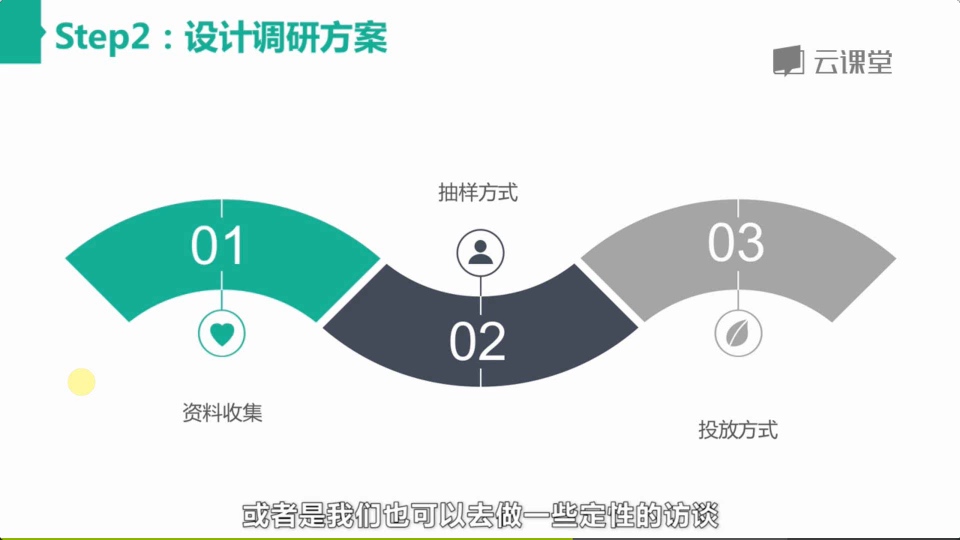 Step2：设计调研方案
云课堂
抽样方式
01
03
02
资料收集
投放方式
或者是我们也可以去做一些定性的访谈